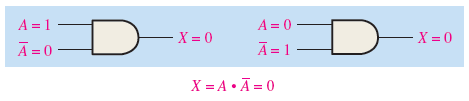 A = 1
A̅ = 0
X = 0
A = 0
A̅ = 1
X = 0
X = A • A̅ = 0